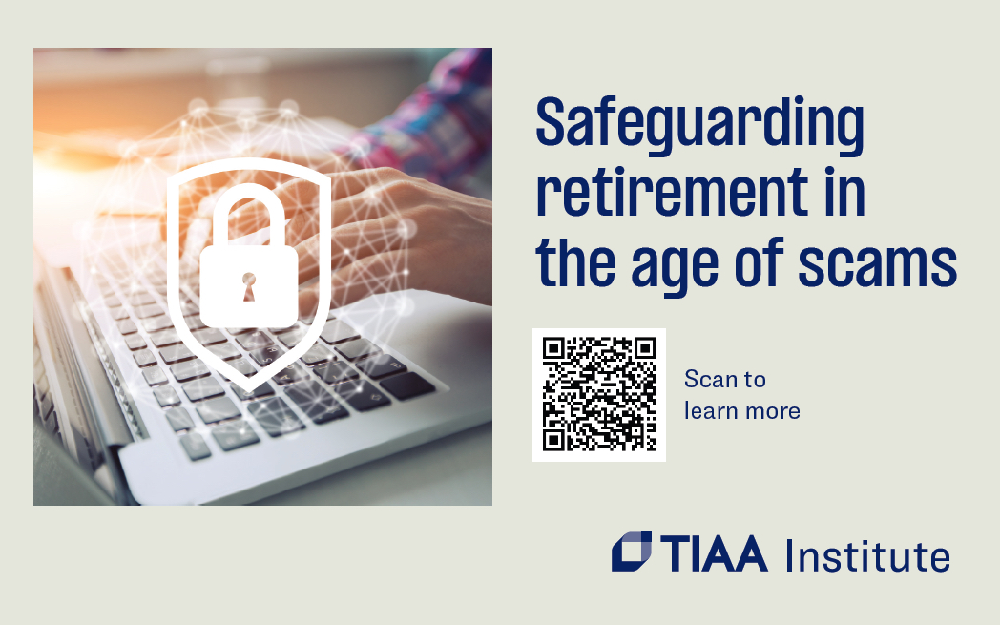 Safeguarding
retirement in
the age of scams
Scan to
learn more
TIAA Institute